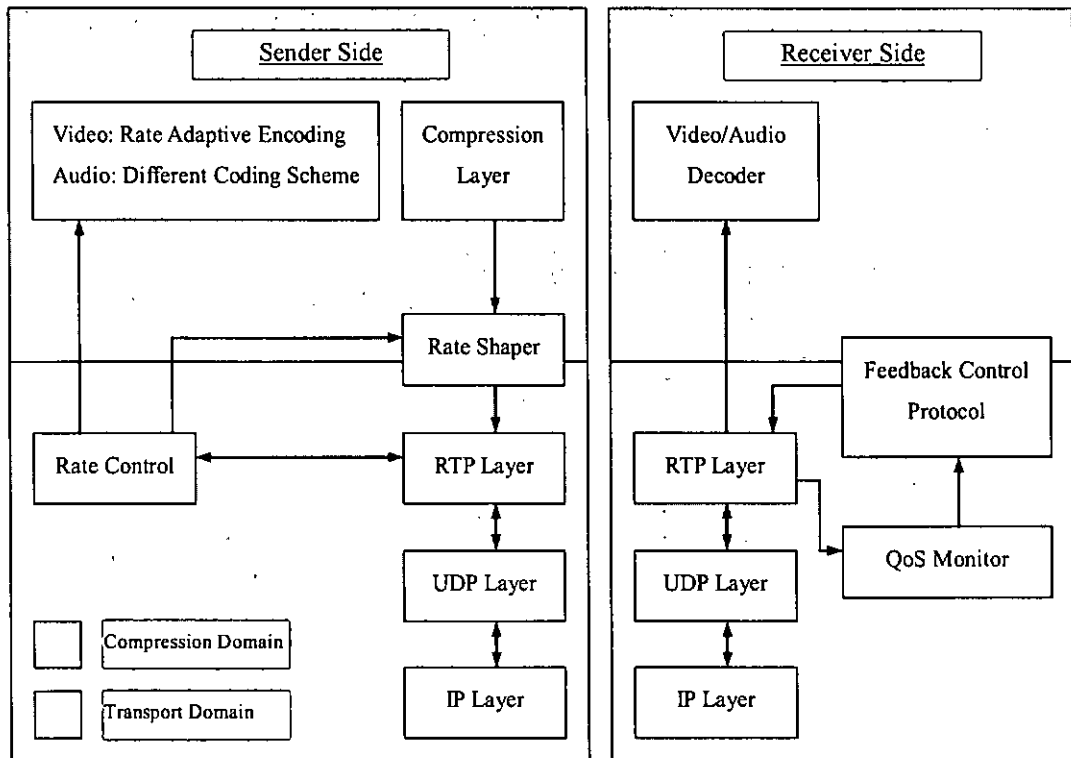 Sender Side
Video: Rate Adaptive Encoding
Audio: Different Coding Scheme
Compression
Layer
Rate Shaper
Rate Control
RTP Layer
UDP Layer
IP Layer
Compression Domain
Transport Domain
Receiver Side
Video/Audio
Decoder
Feedback Control
Protocol
RTP Layer
QoS Monitor
UDP Layer
IP Layer